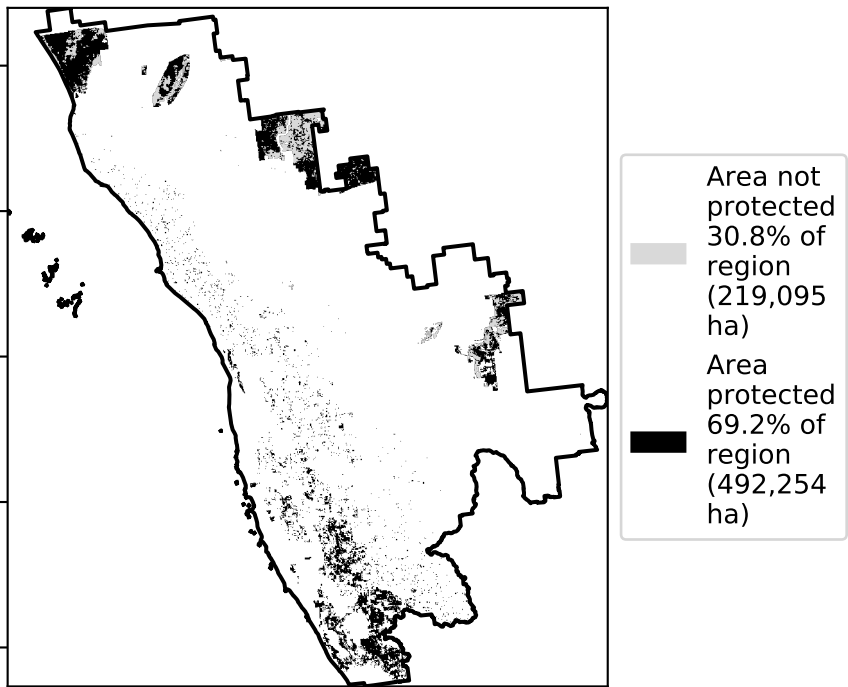 Area not
protected
30.8% of
region
(219,095
ha)
Area
protected
69.2% of
region
(492,254
ha)